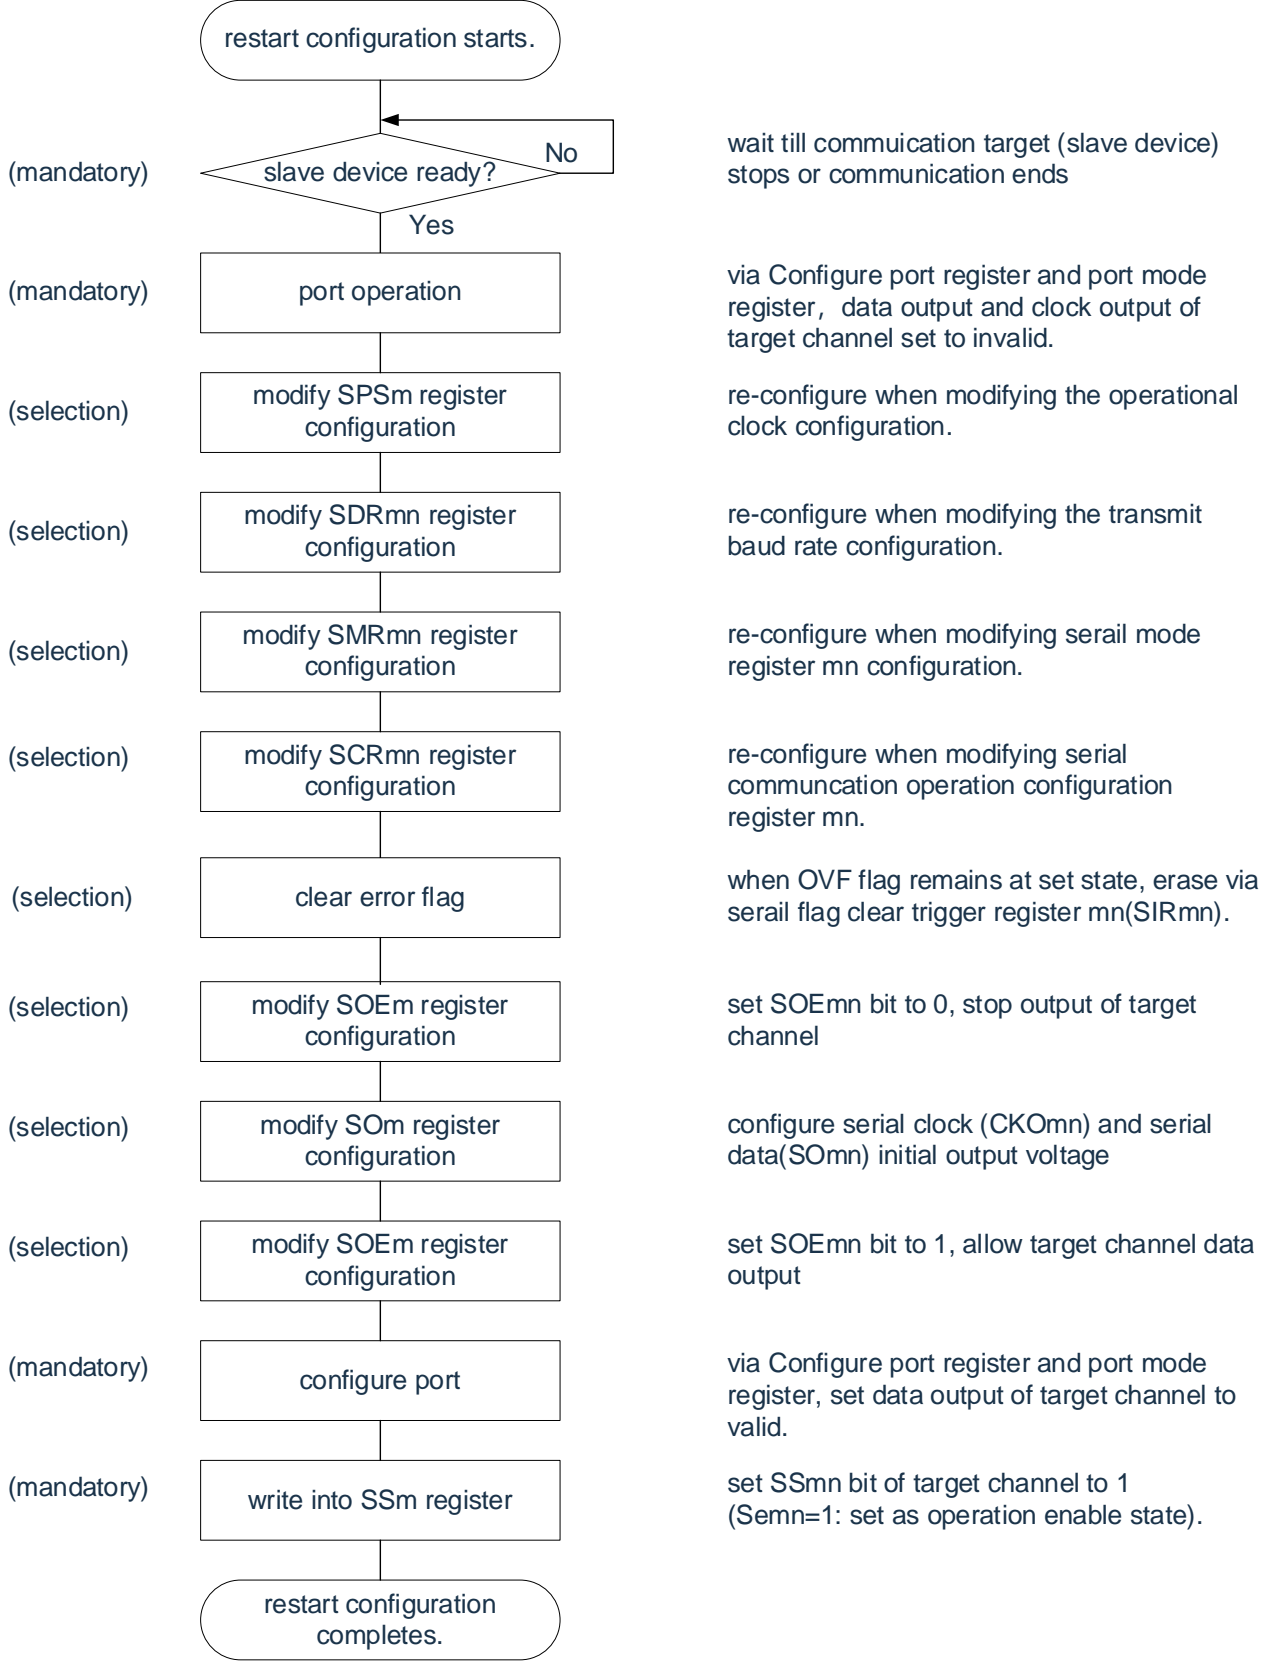 restart configuration starts.
(mandatory)
slave device ready?
No
wait till commuication target (slave device)
stops or communication ends
Yes
(mandatory)
port operation
via Configure port register and port mode
register，data output and clock output of
target channel set to invalid.
(selection)
modify SPSm register
configuration
re-configure when modifying the operational
clock configuration.
(selection)
modify SDRmn register
configuration
re-configure when modifying the transmit
baud rate configuration.
(selection)
modify SMRmn register
configuration
re-configure when modifying serail mode
register mn configuration.
(selection)
modify SCRmn register
configuration
re-configure when modifying serial
communcation operation configuration
register mn.
(selection)
clear error flag
when OVF flag remains at set state, erase via
serail flag clear trigger register mn(SIRmn).
(selection)
modify SOEm register
configuration
set SOEmn bit to 0, stop output of target
channel
(selection)
modify SOm register
configuration
configure serial clock (CKOmn) and serial
data(SOmn) initial output voltage
(selection)
modify SOEm register
configuration
set SOEmn bit to 1, allow target channel data
output
(mandatory)
configure port
via Configure port register and port mode
register, set data output of target channel to
valid.
(mandatory)
write into SSm register
set SSmn bit of target channel to 1
(Semn=1: set as operation enable state).
restart configuration
completes.